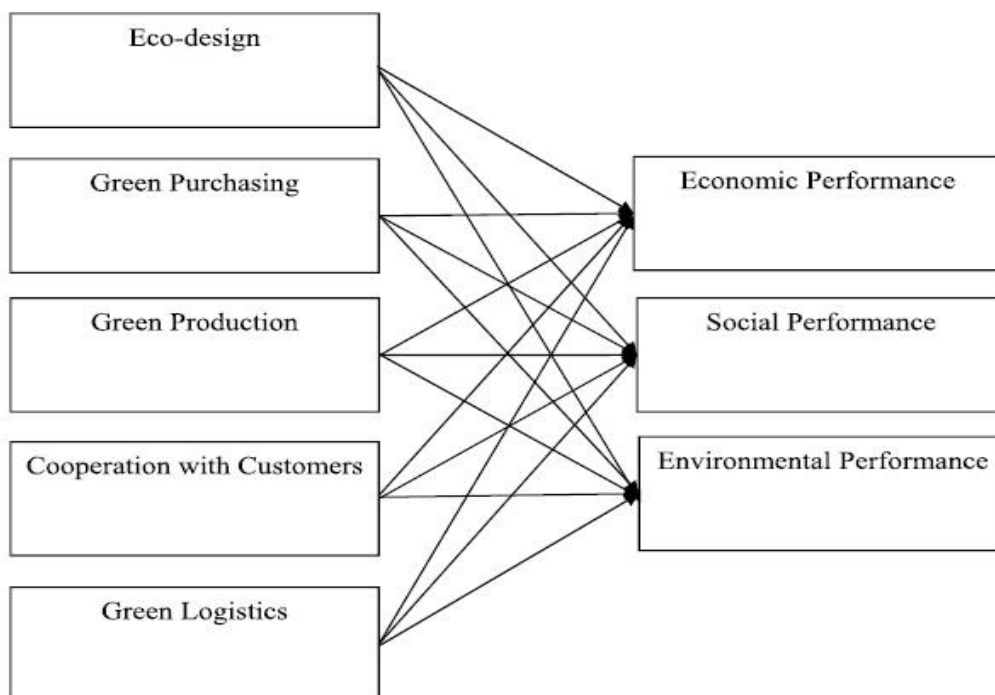 Eco-design
Green Purchasing
Green Production
Cooperation with Customers
Green Logistics
Economic Performance
Social Performance
Environmental Performance